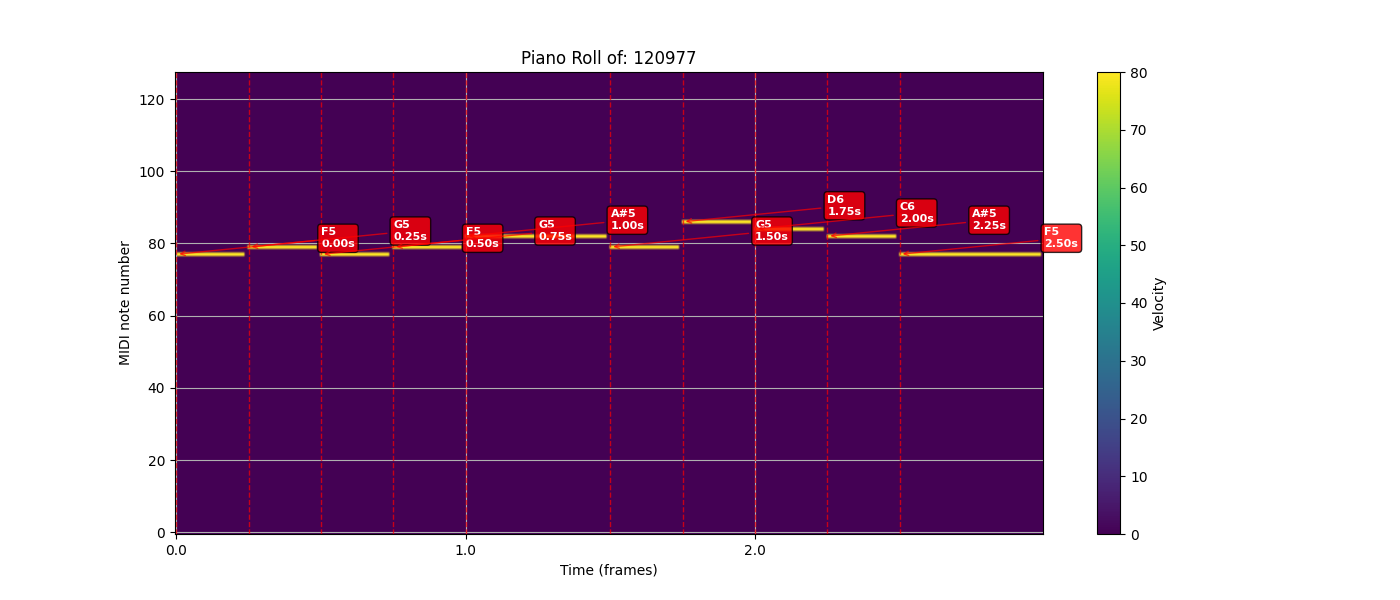 Piano Roll of: 120977
120
100
80
60
40
20
0
MIDI note number
F5
0.00s
G5
0.25s
F5
0.50s
G5
0.75s
A#5
1.00s
G5
1.50s
D6
1.75s
C6
2.00s
A#5
2.25s
F5
2.50s
0.0
1.0
2.0
Time (frames)
80
70
60
50
40
30
20
10
0
Velocity